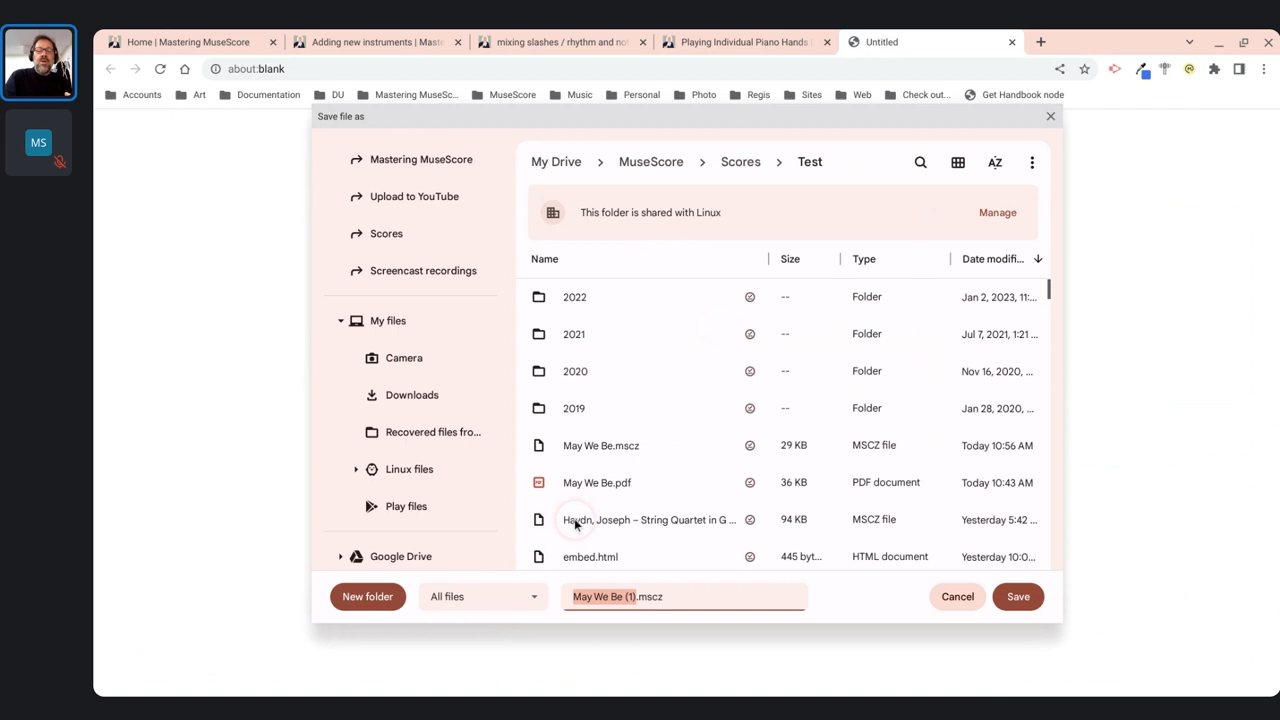 Home | Mastering MuseScore
Adding new instruments | Maste
mixing slashes / rhythm and not
Playing Individual Piano Hands |
Untitled
about:blank
Accounts
Art
Documentation
DU
Mastering MuseSc...
MuseScore
Music
Personal
Photo
Regis
Sites
Web
Check out...
Get Handbook now
MS
Save file as
Mastering MuseScore
Upload to YouTube
Scores
Screencast recordings
My files
Camera
Downloads
Recovered files fro...
Linux files
Play files
Google Drive
My Drive > MuseScore > Scores > Test
AZ
This folder is shared with Linux
Manage
Name Size Type Date modifi...
2022 -- Folder Jan 2, 2023, 11:...
2021 -- Folder Jul 7, 2021, 1:21 ...
2020 -- Folder Nov 16, 2020, ...
2019 -- Folder Jan 28, 2020, ...
May We Be.mscz 29 KB MSCZ file Today 10:56 AM
May We Be.pdf 36 KB PDF document Today 10:43 AM
Haydn, Joseph – String Quartet in G ... 94 KB MSCZ file Yesterday 5:42 ...
embed.html 445 byt... HTML document Yesterday 10:0...
New folder
All files
May We Be (1).mscz
Cancel
Save